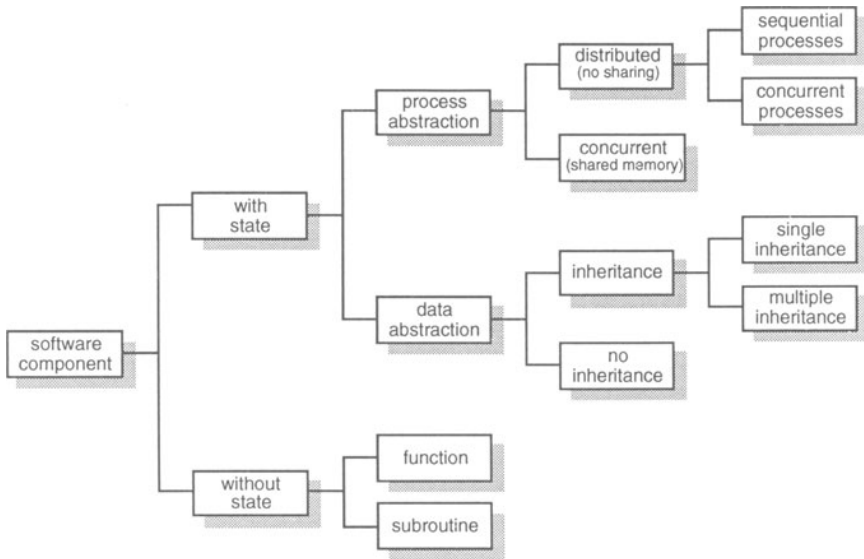 sequential
processes
distributed
(no sharing)
process
abstraction
concurrent
processes
concurrent
(shared memory)
with
state
single
inheritance
inheritance
data
abstraction
multiple
inheritance
software
component
no
inheritance
function
without
state
subroutine